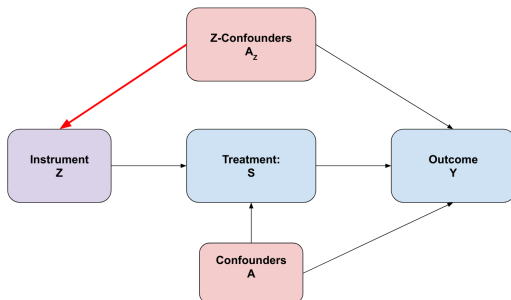 Z-Confounders
A_Z
Instrument
Z
Treatment:
S
Outcome
Y
Confounders
A